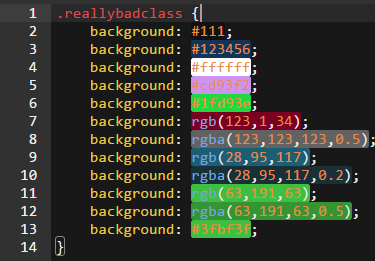 1 .reallybadclass {
2 background: #111;
3 background: #123456;
4 background: #ffffff;
5 background: #cd93f2;
6 background: #1fd93e;
7 background: rgb(123,1,34);
8 background: rgba(123,123,123,0.5);
9 background: rgb(28,95,117);
10 background: rgba(28,95,117,0.2);
11 background: rgb(63,191,63);
12 background: rgba(63,191,63,0.5);
13 background: #3fbf3f;
14 }